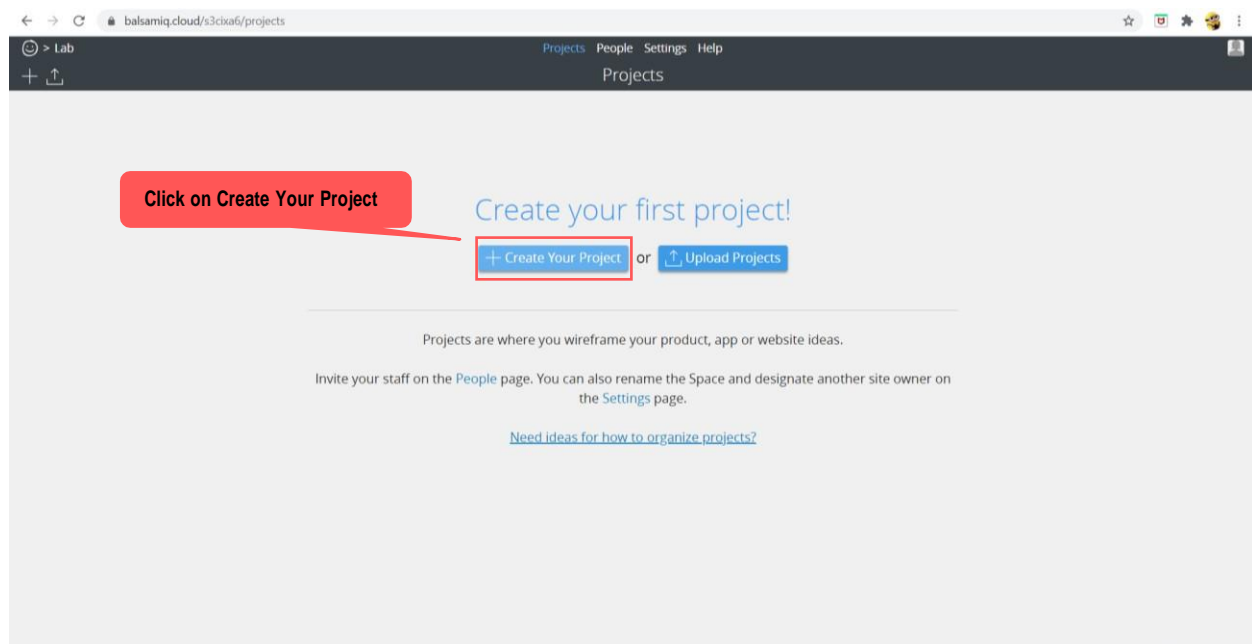 balsamiq.cloud/s3cixa6/projects
> Lab
Projects People Settings Help
Projects
Click on Create Your Project
Create your first project!
Create Your Project or Upload Projects
Projects are where you wireframe your product, app or website ideas.
Invite your staff on the People page. You can also rename the Space and designate another site owner on
the Settings page.
Need ideas for how to organize projects?